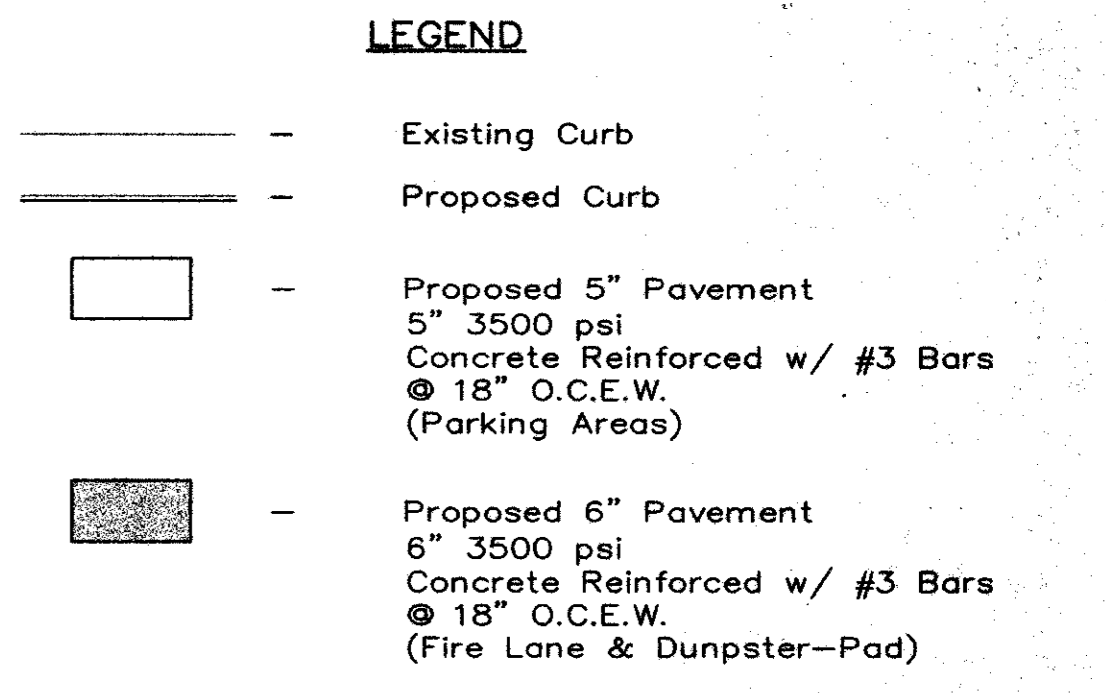 LEGEND
- Existing Curb
- Proposed Curb
- Proposed 5" Pavement
5" 3500 psi
Concrete Reinforced w/ #3 Bars
@ 18" O.C.E.W.
(Parking Areas)
- Proposed 6" Pavement
6" 3500 psi
Concrete Reinforced w/ #3 Bars
@ 18" O.C.E.W.
(Fire Lane & Dunpster-Pad)